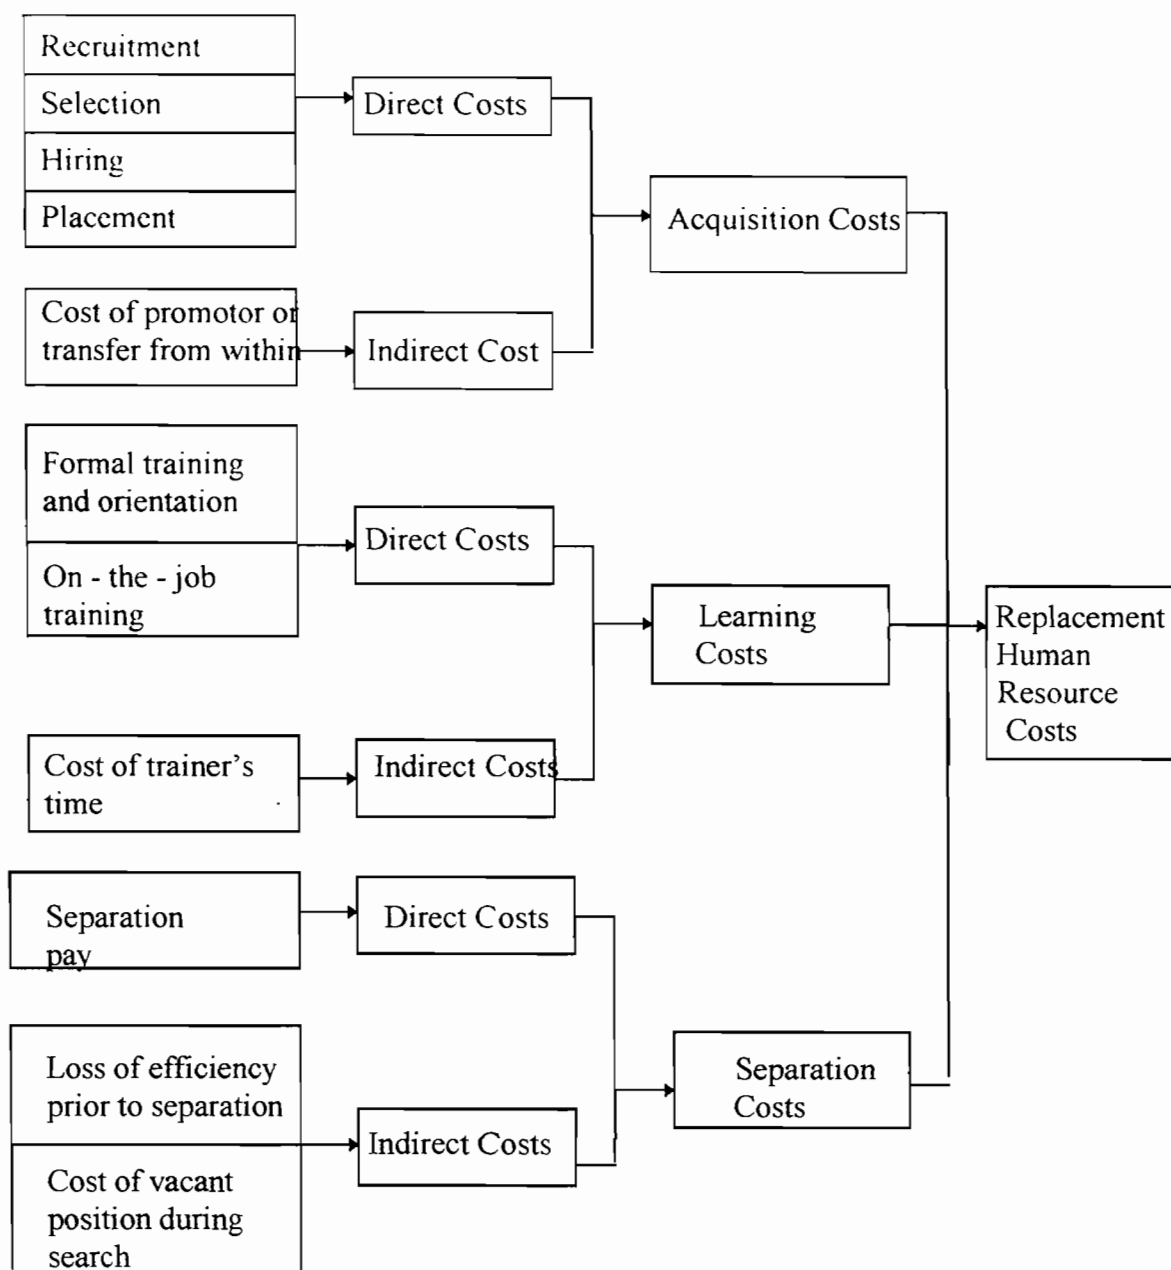 Recruitment
Selection
Hiring
Placement
Direct Costs
Acquisition Costs
Cost of promotor or
transfer from within
Indirect Cost
Formal training
and orientation
On - the - job
training
Direct Costs
Learning
Costs
Replacement
Human
Resource
Costs
Cost of trainer's
time
Indirect Costs
Separation
pay
Direct Costs
Loss of efficiency
prior to separation
Cost of vacant
position during
search
Indirect Costs
Separation
Costs